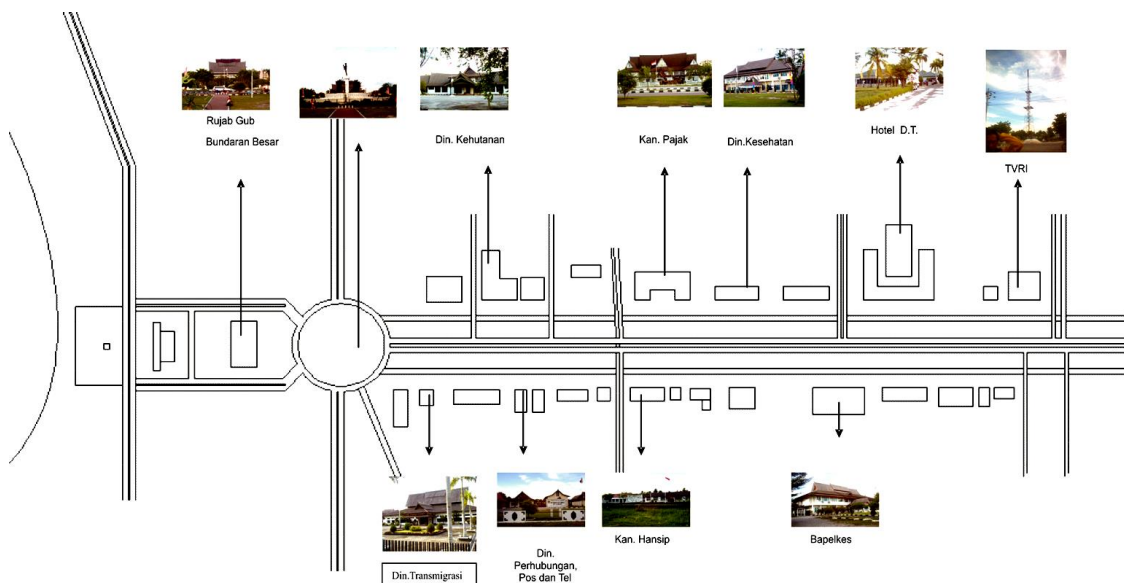 Rujab Gub
Bundaran Besar
Din. Kehutanan
Kan. Pajak
Din.Kesehatan
Hotel D.T.
TVRI
Din.Transmigrasi
Din.
Perhubungan,
Pos dan Tel
Kan. Hansip
Bapelkes